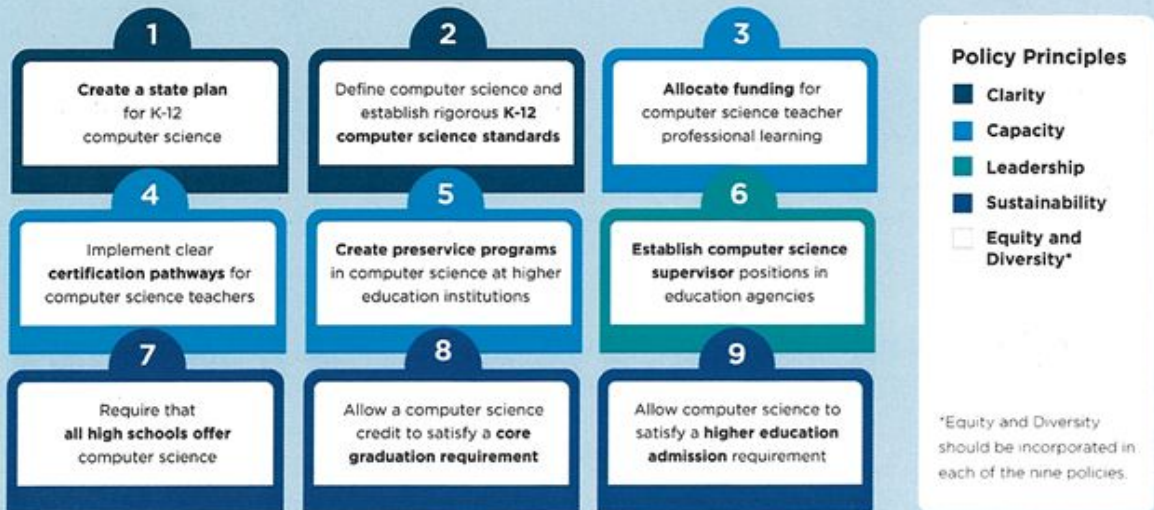 1
Create a state plan
for K-12
computer science
2
Define computer science and
establish rigorous K-12
computer science standards
3
Allocate funding for
computer science teacher
professional learning
4
Implement clear
certification pathways for
computer science teachers
5
Create preservice programs
in computer science at higher
education institutions
6
Establish computer science
supervisor positions in
education agencies
7
Require that
all high schools offer
computer science
8
Allow a computer science
credit to satisfy a core
graduation requirement
9
Allow computer science to
satisfy a higher education
admission requirement
Policy Principles
Clarity
Capacity
Leadership
Sustainability
Equity and
Diversity*
*Equity and Diversity
should be incorporated in
each of the nine policies.